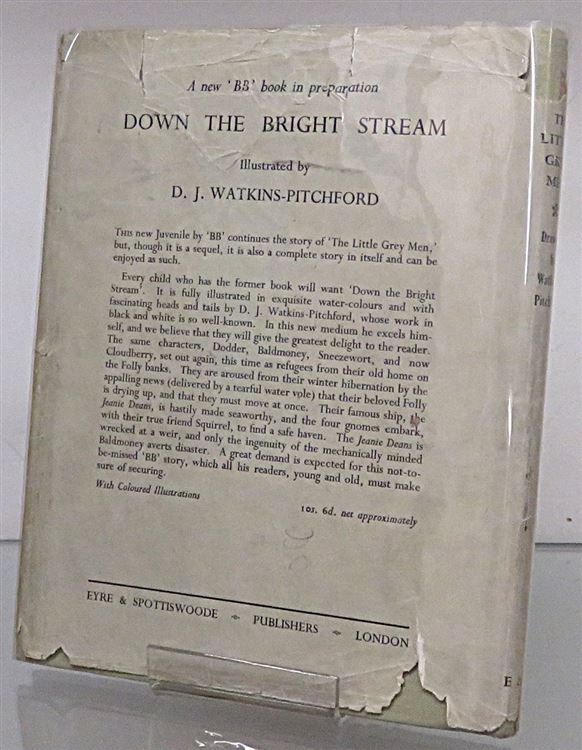 A new 'BB' book in preparation
DOWN THE BRIGHT STREAM
Illustrated by
D. J. WATKINS-PITCHFORD
THIS new Juvenile by 'BB' continues the story of 'The Little Grey Men,'
but, though it is a sequel, it is also a complete story in itself and can be
enjoyed as such.
Every child who has the former book will want 'Down the Bright
Stream'. It is fully illustrated in exquisite water-colours and with
fascinating heads and tails by D. J. Watkins-Pitchford, whose work in
black and white is so well-known. In this new medium he excels him-
self, and we believe that they will give the greatest delight to the reader.
The same characters, Dodder, Baldmoney, Sneezewort, and now
Cloudberry, set out again, this time as refugees from their old home on
the Folly banks. They are aroused from their winter hibernation by the
appalling news (delivered by a tearful water vole) that their beloved Folly
is drying up, and that they must move at once. Their famous ship, the
Jeanie Deans, is hastily made seaworthy, and the four gnomes embark,
with their true friend Squirrel, to find a safe haven. The Jeanie Deans is
wrecked at a weir, and only the ingenuity of the mechanically minded
Baldmoney averts disaster. A great demand is expected for this not-to-
be-missed 'BB' story, which all his readers, young and old, must make
sure of securing.
With Coloured Illustrations
10s. 6d. net approximately
EYRE & SPOTTISWOODE ~ PUBLISHERS ~ LONDON